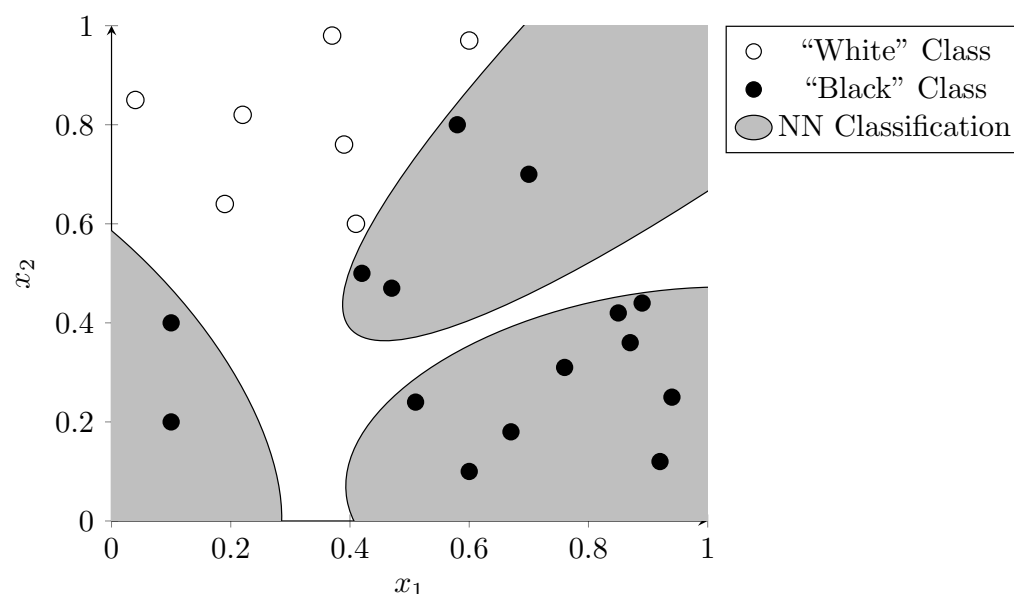 1
0.8
0.6
0.4
0.2
0
0 0.2 0.4 0.6 0.8 1
x₁
x₂
“White” Class
“Black” Class
NN Classification